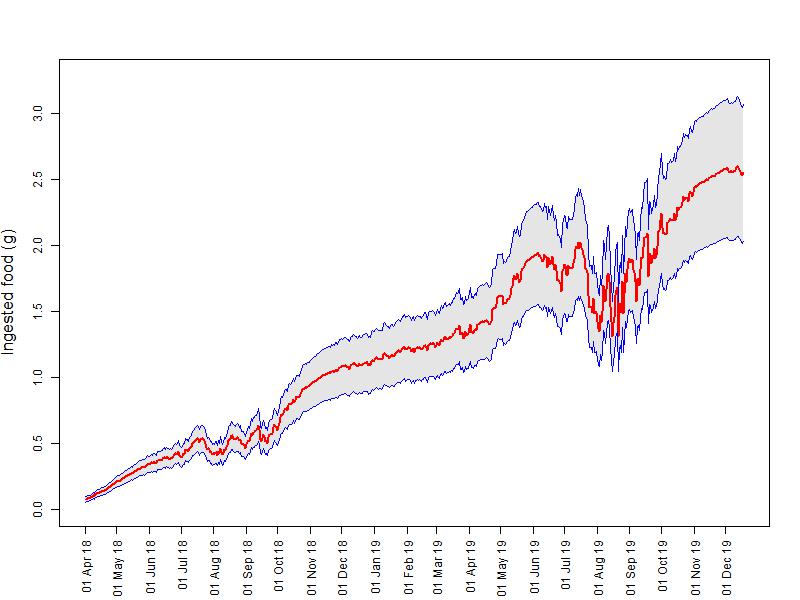 Ingested food (g)
3.0
2.5
2.0
1.5
1.0
0.5
0.0
01 Apr 18
01 May 18
01 Jun 18
01 Jul 18
01 Aug 18
01 Sep 18
01 Oct 18
01 Nov 18
01 Dec 18
01 Jan 19
01 Feb 19
01 Mar 19
01 Apr 19
01 May 19
01 Jun 19
01 Jul 19
01 Aug 19
01 Sep 19
01 Oct 19
01 Nov 19
01 Dec 19